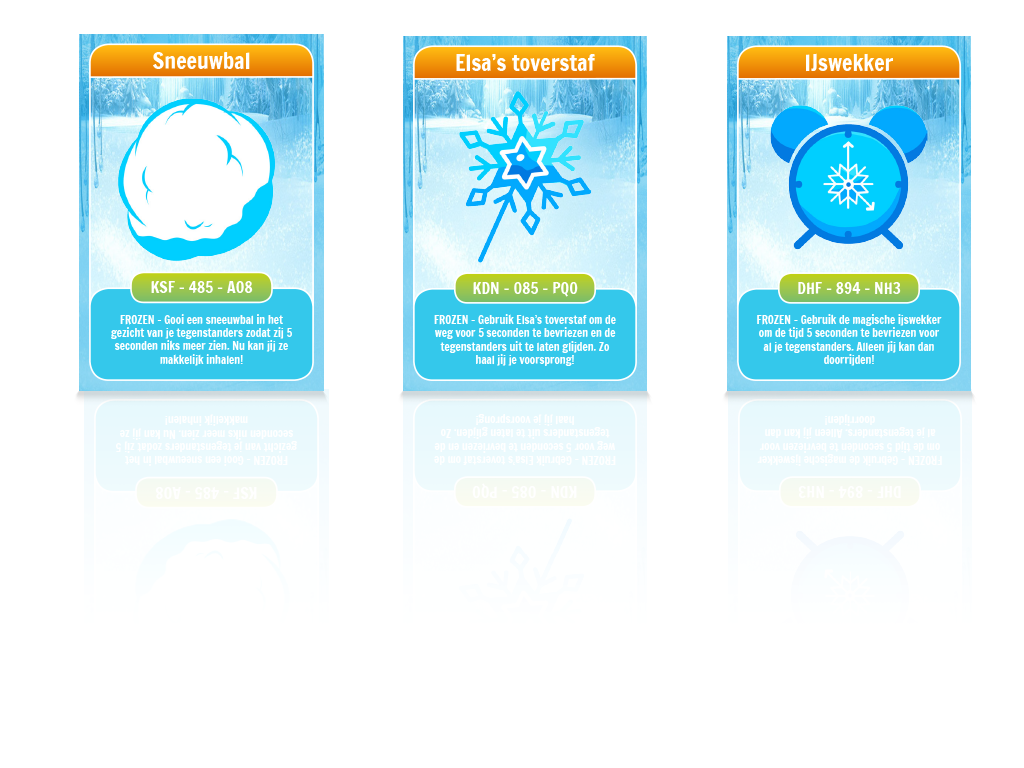 Sneeuwbal
KSF - 485 - AO8
FROZEN - Gooi een sneeuwbal in het
gezicht van je tegenstanders zodat zij 5
seconden niks meer zien. Nu kan jij ze
makkelijk inhalen!
Elsa's toverstaf
KDN - 085 - PQO
FROZEN - Gebruik Elsa's toverstaf om de
weg voor 5 seconden te bevriezen en de
tegenstanders uit te laten glijden. Zo
haal jij je voorsprong!
IJswekker
DHF - 894 - NH3
FROZEN - Gebruik de magische ijswekker
om de tijd 5 seconden te bevriezen voor
al je tegenstanders. Alleen jij kan dan
doorrijden!